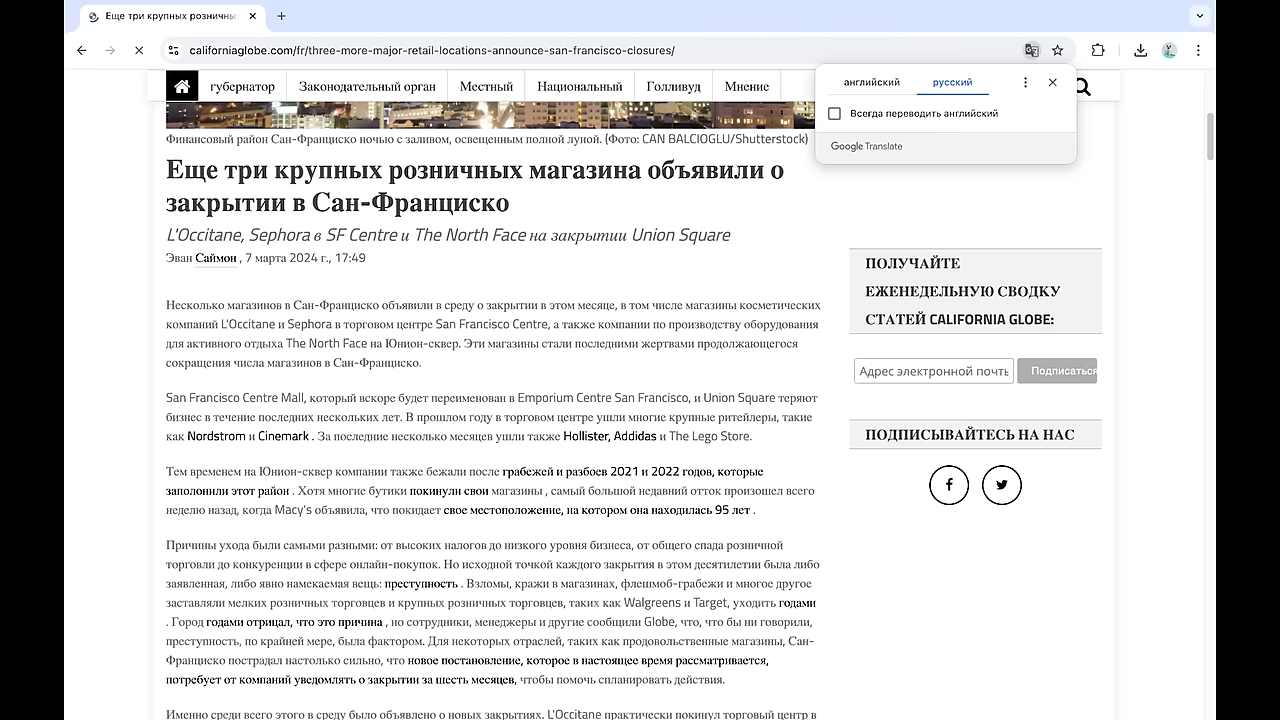 Еще три крупных розничны
californiaglobe.com/fr/three-more-major-retail-locations-announce-san-francisco-closures/
английский
русский
Всегда переводить английский
Google Translate
губернатор
Законодательный орган
Местный
Национальный
Голливуд
Мнение
Финансовый район Сан-Франциско ночью с заливом, освещенным полной луной. (Фото: CAN BALCIOGLU/Shutterstock)
Еще три крупных розничных магазина объявили о
закрытии в Сан-Франциско
L'Occitane, Sephora в SF Centre и The North Face на закрытии Union Square
Эван Саймон , 7 марта 2024 г., 17:49
Несколько магазинов в Сан-Франциско объявили в среду о закрытии в этом месяце, в том числе магазины косметических
компаний L'Occitane и Sephora в торговом центре San Francisco Centre, а также компании по производству оборудования
для активного отдыха The North Face на Юнион-сквер. Эти магазины стали последними жертвами продолжающегося
сокращения числа магазинов в Сан-Франциско.
San Francisco Centre Mall, который вскоре будет переименован в Emporium Centre San Francisco, и Union Square теряют
бизнес в течение последних нескольких лет. В прошлом году в торговом центре ушли многие крупные ритейлеры, такие
как Nordstrom и Cinemark . За последние несколько месяцев ушли также Hollister, Addidas и The Lego Store.
Тем временем на Юнион-сквер компании также бежали после грабежей и разбоев 2021 и 2022 годов, которые
заполонили этот район . Хотя многие бутики покинули свои магазины , самый большой недавний отток произошел всего
неделю назад, когда Macy's объявила, что покидает свое местоположение, на котором она находилась 95 лет .
Причины ухода были самыми разными: от высоких налогов до низкого уровня бизнеса, от общего спада розничной
торговли до конкуренции в сфере онлайн-покупок. Но исходной точкой каждого закрытия в этом десятилетии была либо
заявленная, либо явно намекаемая вещь: преступность . Взломы, кражи в магазинах, флешмоб-грабежи и многое другое
заставляли мелких розничных торговцев и крупных розничных торговцев, таких как Walgreens и Target, уходить годами
. Город годами отрицал, что это причина , но сотрудники, менеджеры и другие сообщили Globe, что, что бы ни говорили,
преступность, по крайней мере, была фактором. Для некоторых отраслей, таких как продовольственные магазины, Сан-
Франциско пострадал настолько сильно, что новое постановление, которое в настоящее время рассматривается,
потребует от компаний уведомлять о закрытии за шесть месяцев, чтобы помочь спланировать действия.
Именно среди всего этого в среду было объявлено о новых закрытиях. L'Occitane практически покинул торговый центр в
ПОЛУЧАЙТЕ
ЕЖЕНЕДЕЛЬНУЮ СВОДКУ
СТАТЕЙ CALIFORNIA GLOBE:
Адрес электронной почты
Подписаться
ПОДПИСЫВАЙТЕСЬ НА НАС